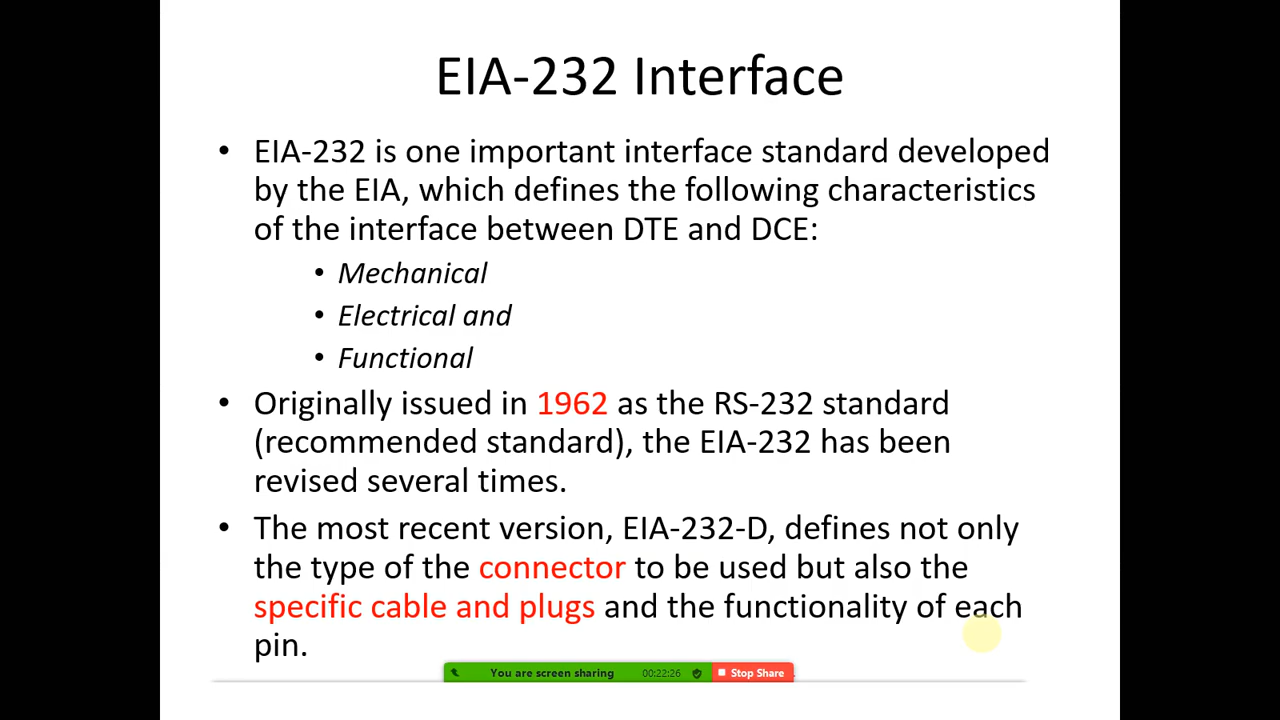 EIA-232 Interface
• EIA-232 is one important interface standard developed
by the EIA, which defines the following characteristics
of the interface between DTE and DCE:
• Mechanical
• Electrical and
• Functional
• Originally issued in 1962 as the RS-232 standard
(recommended standard), the EIA-232 has been
revised several times.
• The most recent version, EIA-232-D, defines not only
the type of the connector to be used but also the
specific cable and plugs and the functionality of each
pin.
You are screen sharing 00:22:26 Stop Share